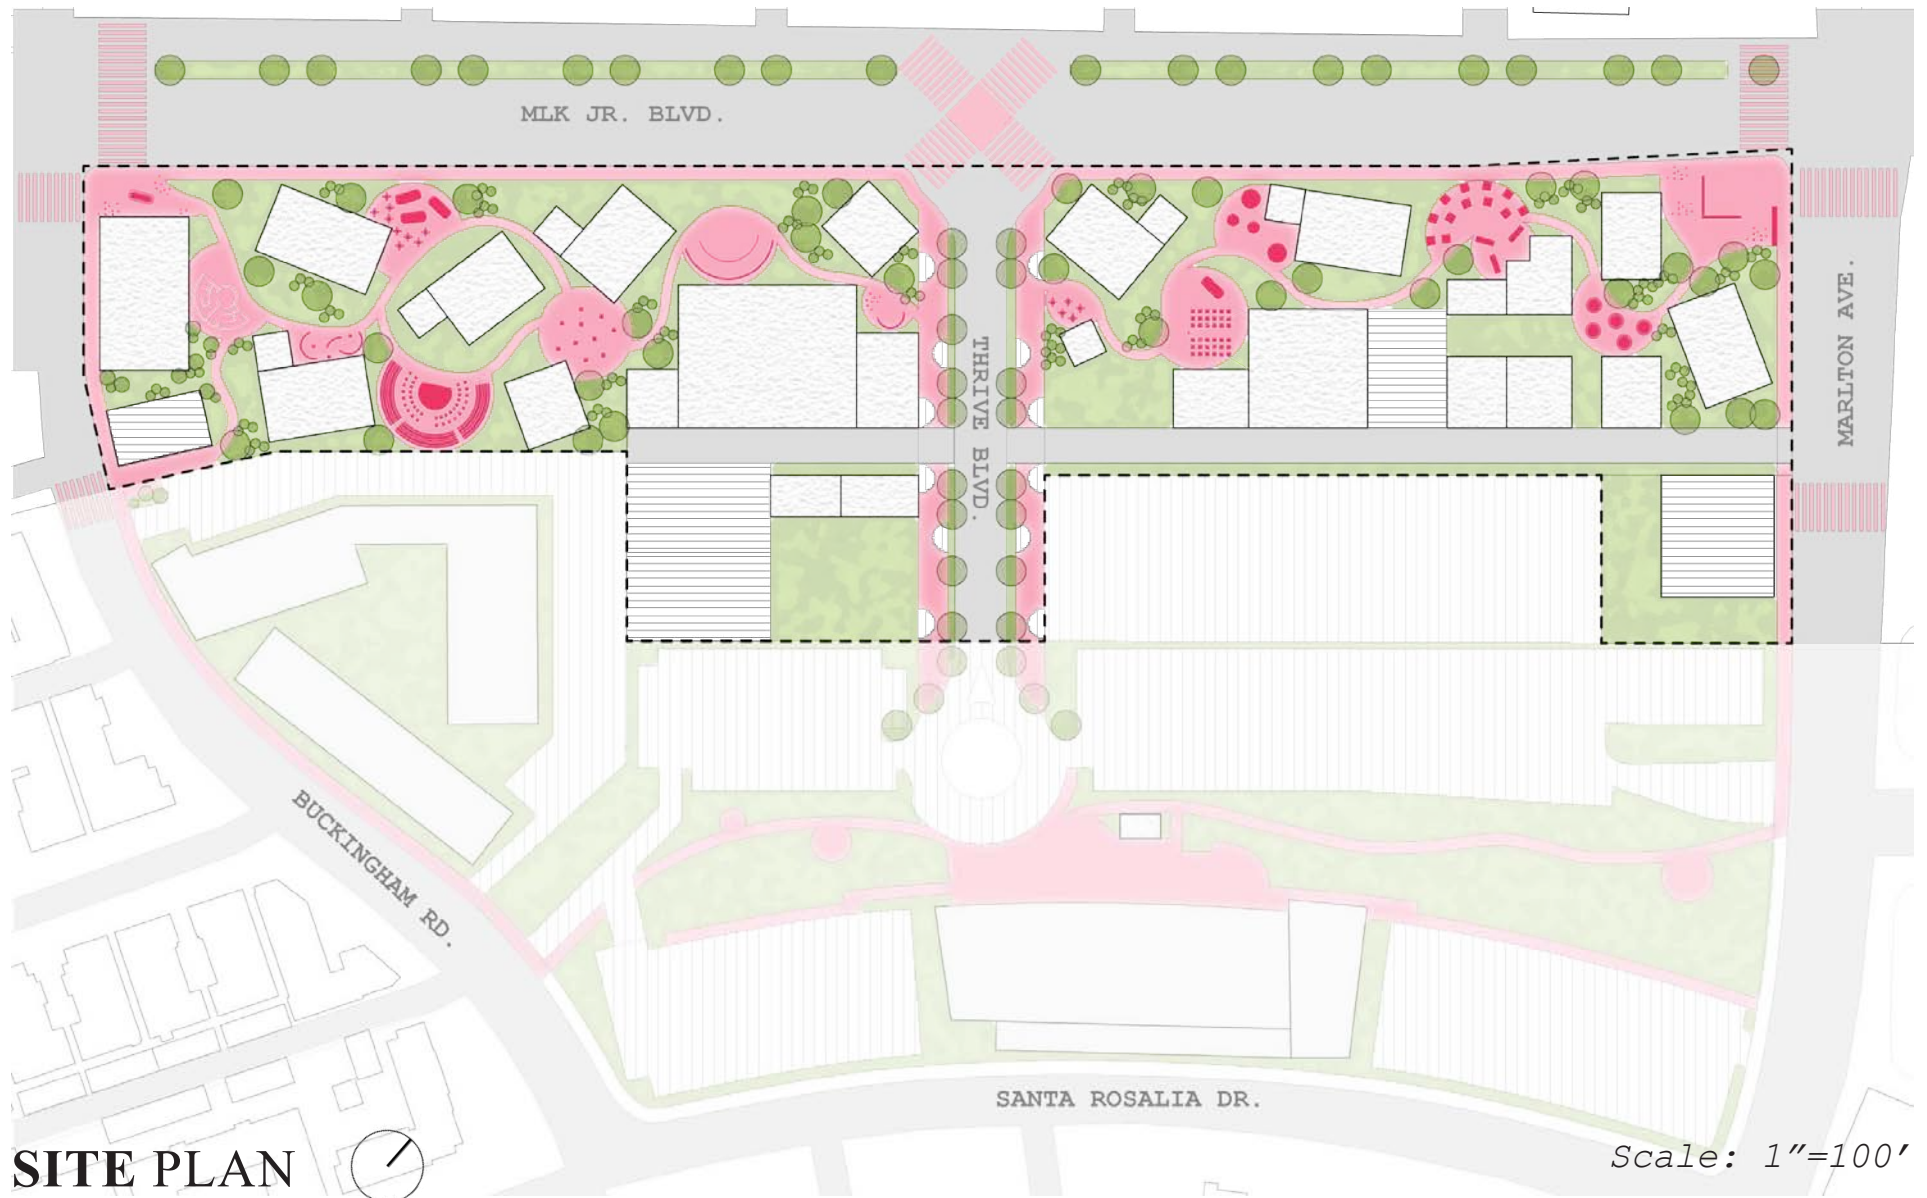 MLK JR. BLVD.
THRIVE BLVD.
MARLTON AVE.
BUCKINGHAM RD.
SANTA ROSALIA DR.
SITE PLAN
Scale: 1"=100'